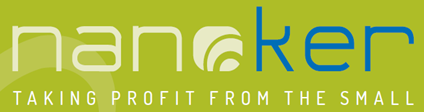 nanoker
TAKING PROFIT FROM THE SMALL